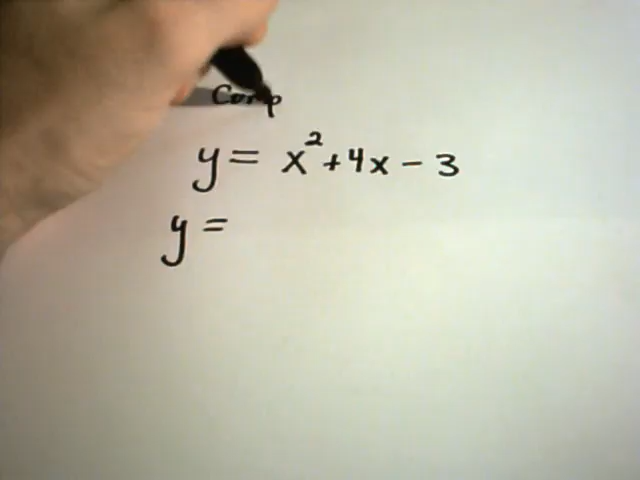 Comp
y = x²+4x-3
y =